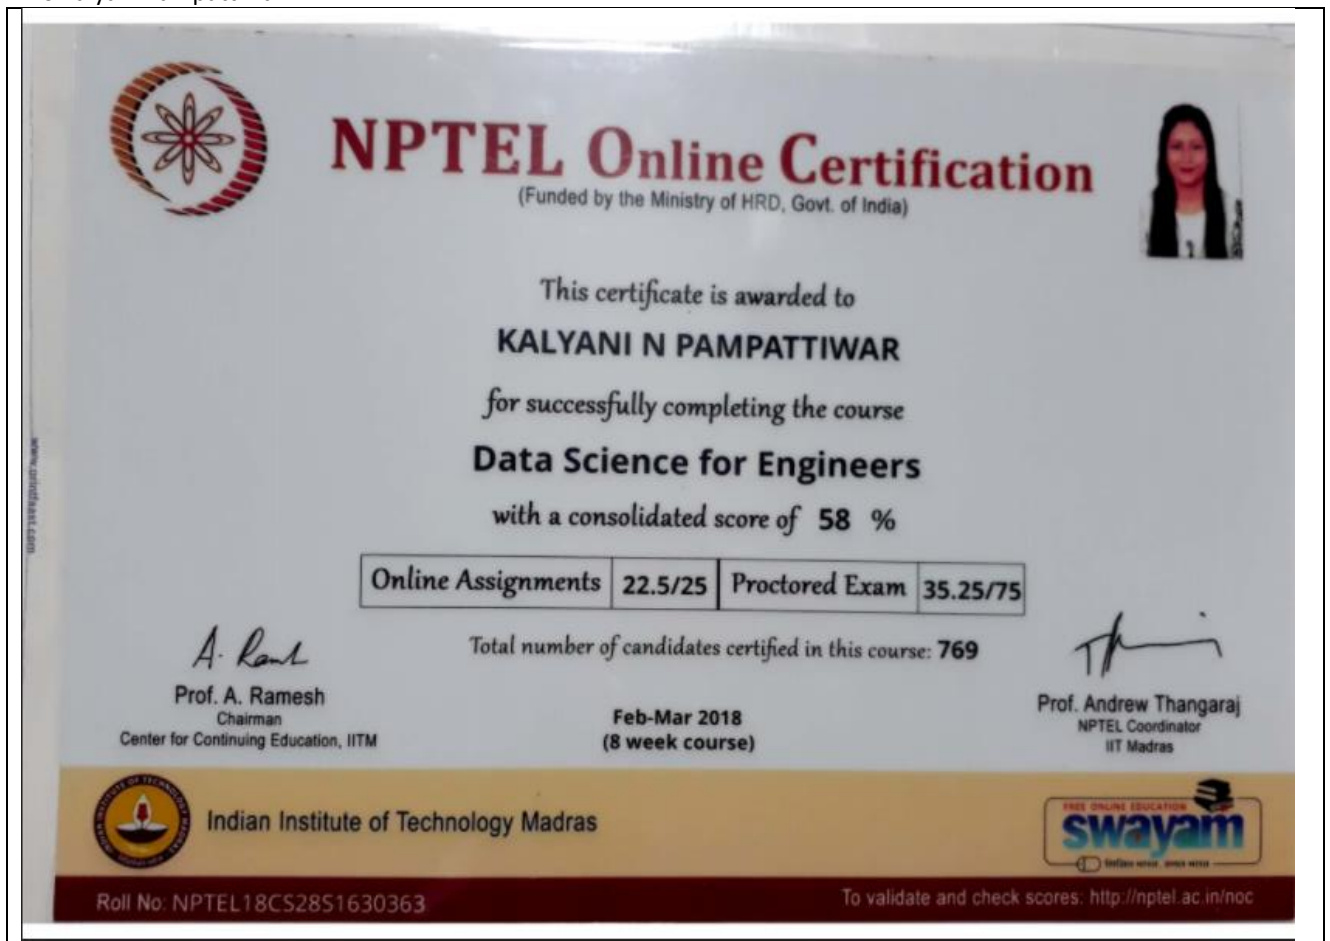 NPTEL Online Certification
(Funded by the Ministry of HRD, Govt. of India)
This certificate is awarded to
KALYANI N PAMPATTIWAR
for successfully completing the course
Data Science for Engineers
with a consolidated score of 58 %
Online Assignments 22.5/25 Proctored Exam 35.25/75
Total number of candidates certified in this course: 769
Prof. A. Ramesh
Chairman
Center for Continuing Education, IITM
Feb-Mar 2018
(8 week course)
Prof. Andrew Thangaraj
NPTEL Coordinator
IIT Madras
Indian Institute of Technology Madras
FREE ONLINE EDUCATION
swayam
Roll No: NPTEL18CS28S1630363
To validate and check scores: http://nptel.ac.in/noc